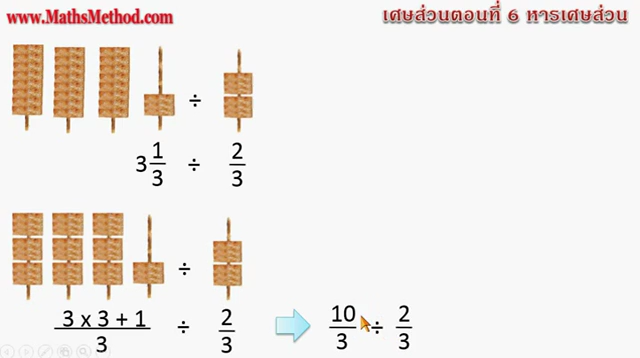 www.MathsMethod.com
เศษส่วนตอนที่ 6 หารเศษส่วน
÷
3 1/3 ÷ 2/3
÷
3 x 3 + 1/3 ÷ 2/3 10/3 ÷ 2/3